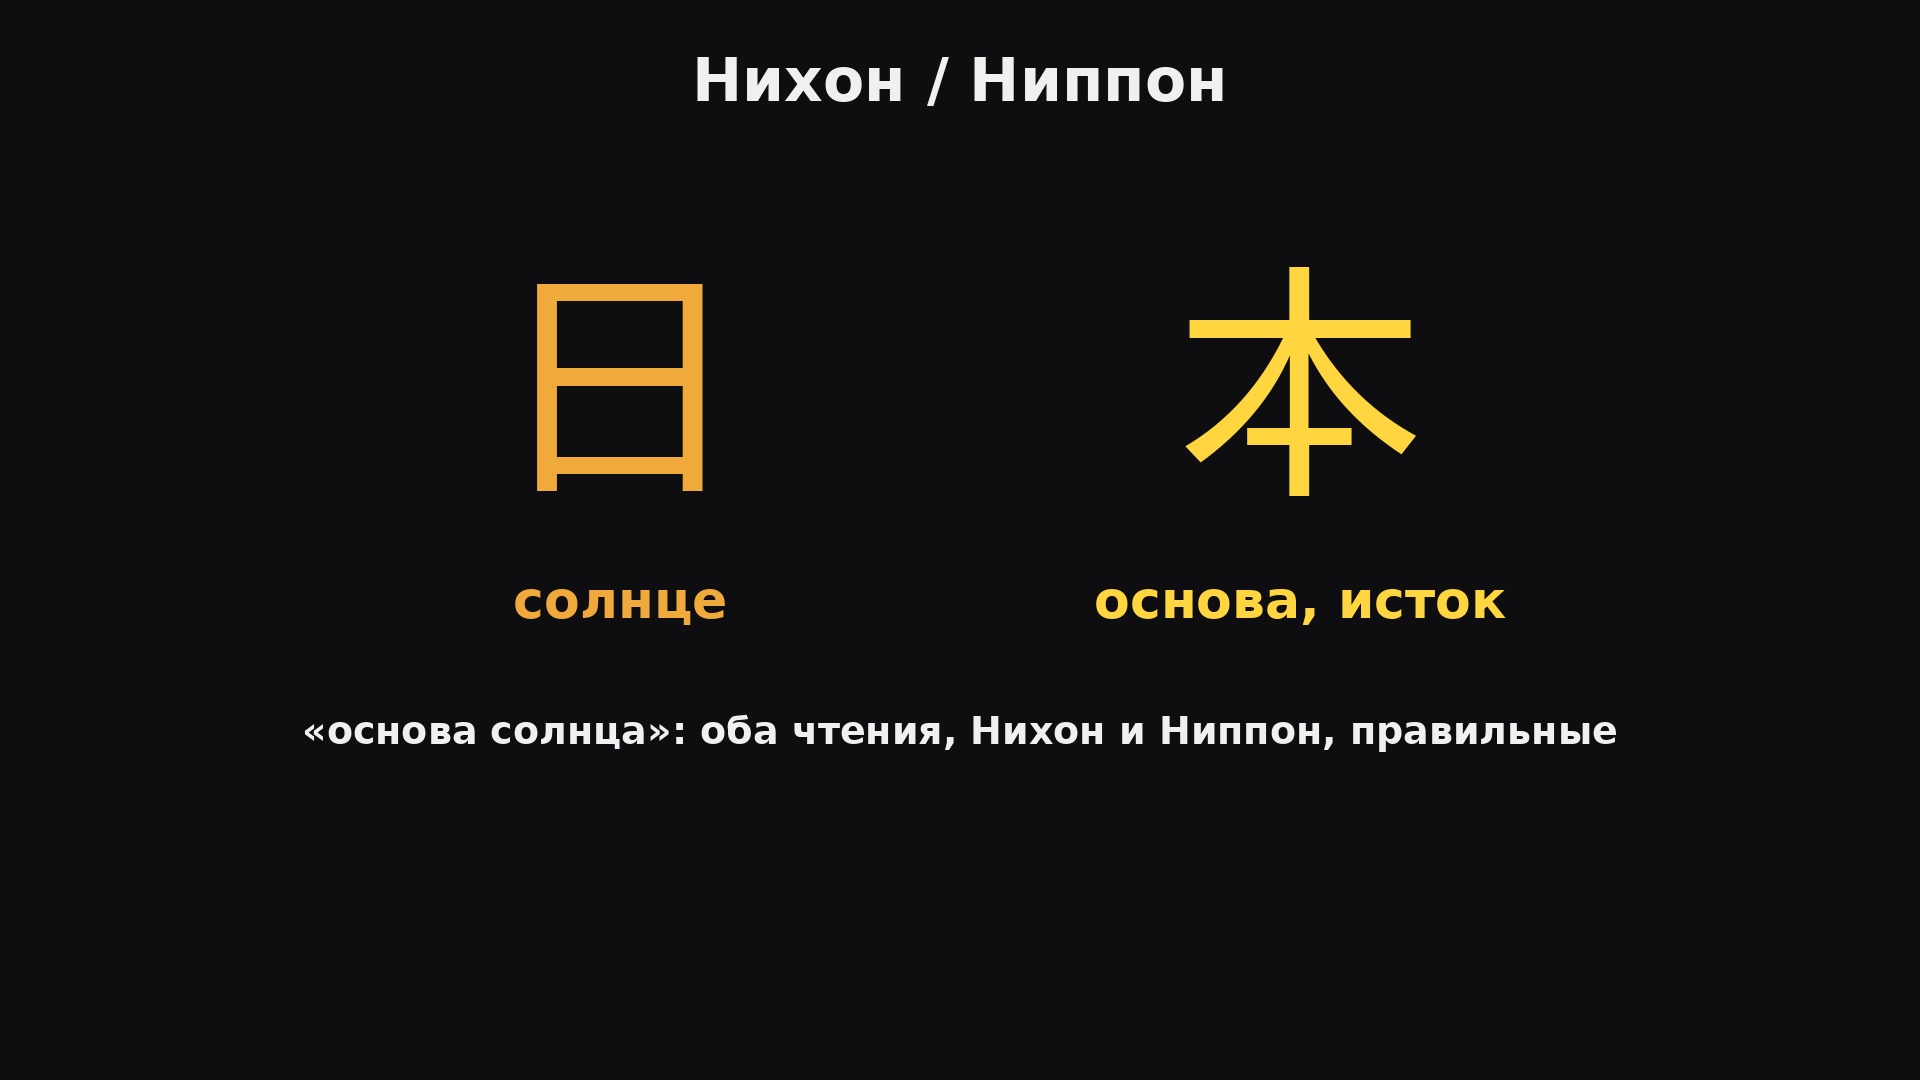 Нихон / Ниппон
日 本
солнце основа, исток
«основа солнца»: оба чтения, Нихон и Ниппон, правильные